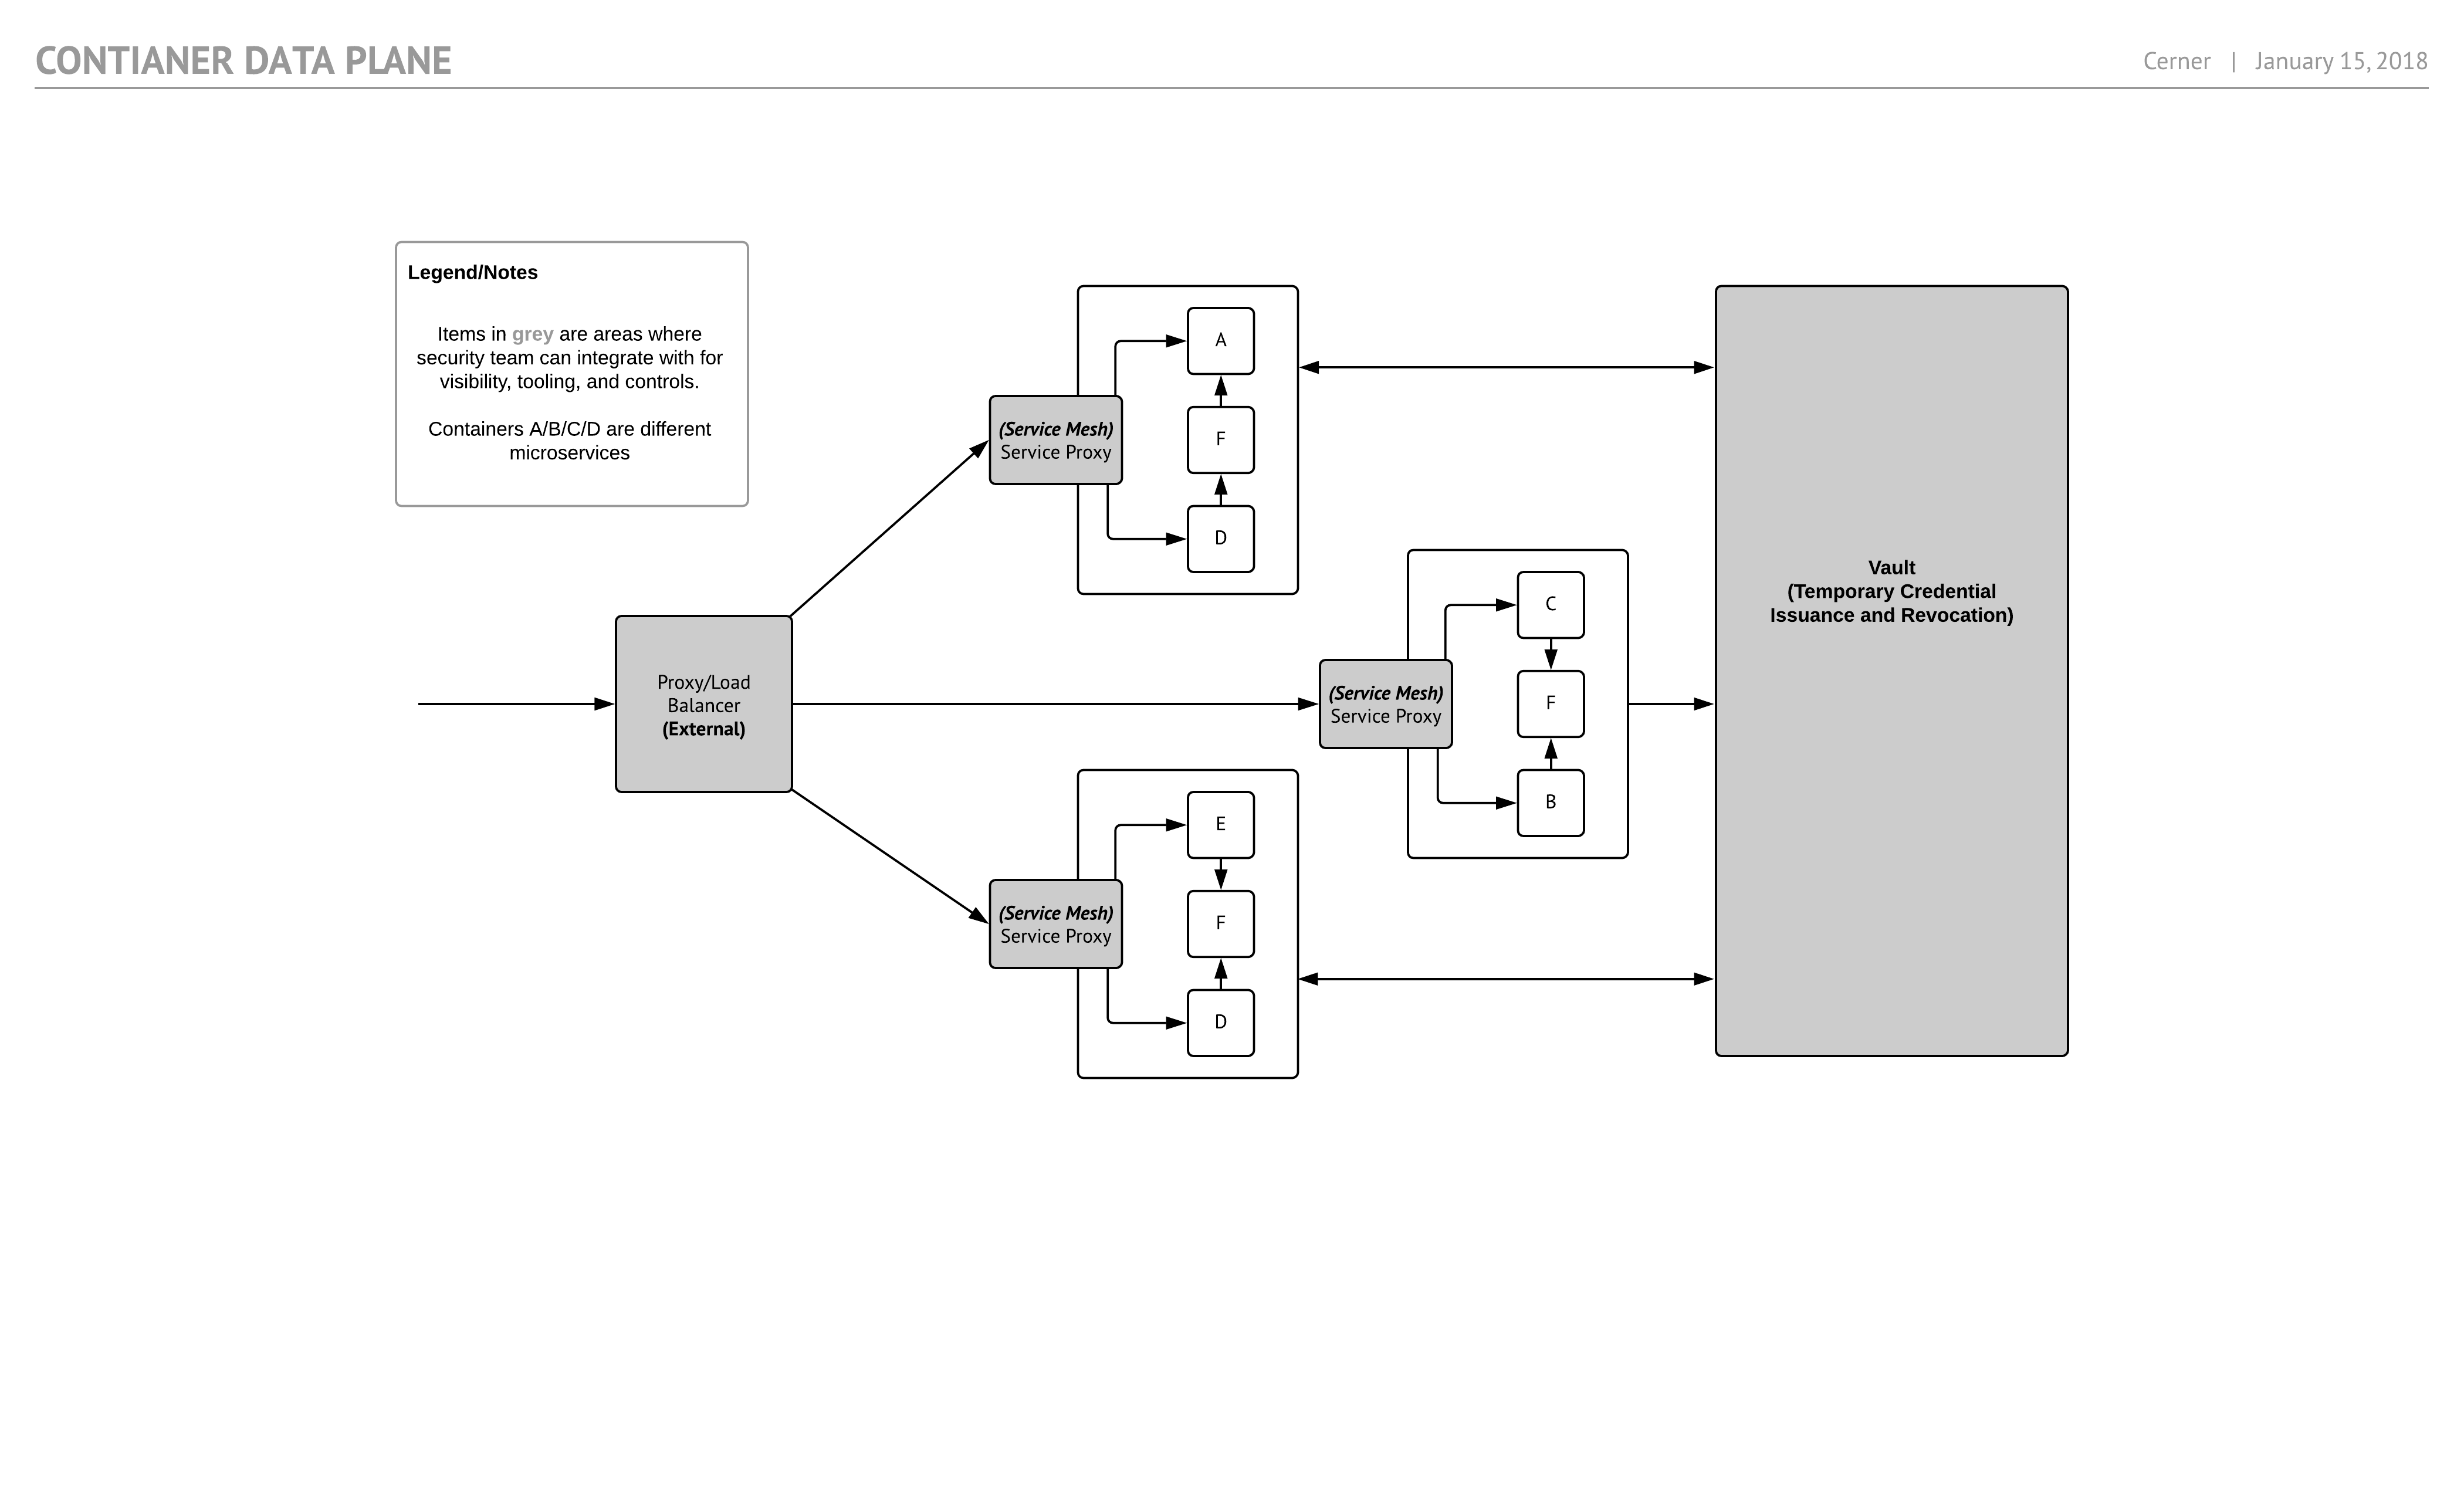 CONTIANER DATA PLANE
Cerner | January 15, 2018
Legend/Notes
Items in grey are areas where
security team can integrate with for
visibility, tooling, and controls.
Containers A/B/C/D are different
microservices
A
(Service Mesh)
Service Proxy
F
D
Vault
(Temporary Credential
Issuance and Revocation)
Proxy/Load
Balancer
(External)
C
(Service Mesh)
Service Proxy
F
B
E
(Service Mesh)
Service Proxy
F
D